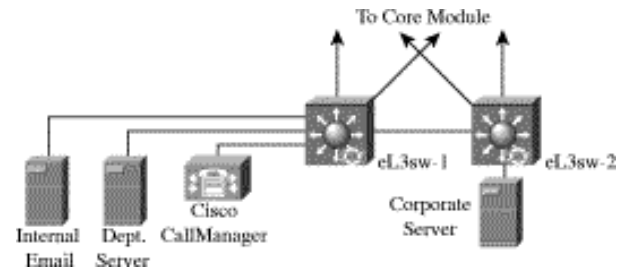 To Core Module
eL3sw-1
eL3sw-2
Cisco
CallManager
Corporate
Server
Internal
Email
Dept.
Server